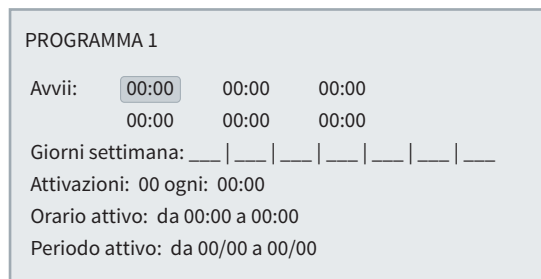 PROGRAMMA 1
Avvii: 00:00 00:00 00:00
00:00 00:00 00:00
Giorni settimana: ___ | ___ | ___ | ___ | ___ | ___ | ___
Attivazioni: 00 ogni: 00:00
Orario attivo: da 00:00 a 00:00
Periodo attivo: da 00/00 a 00/00